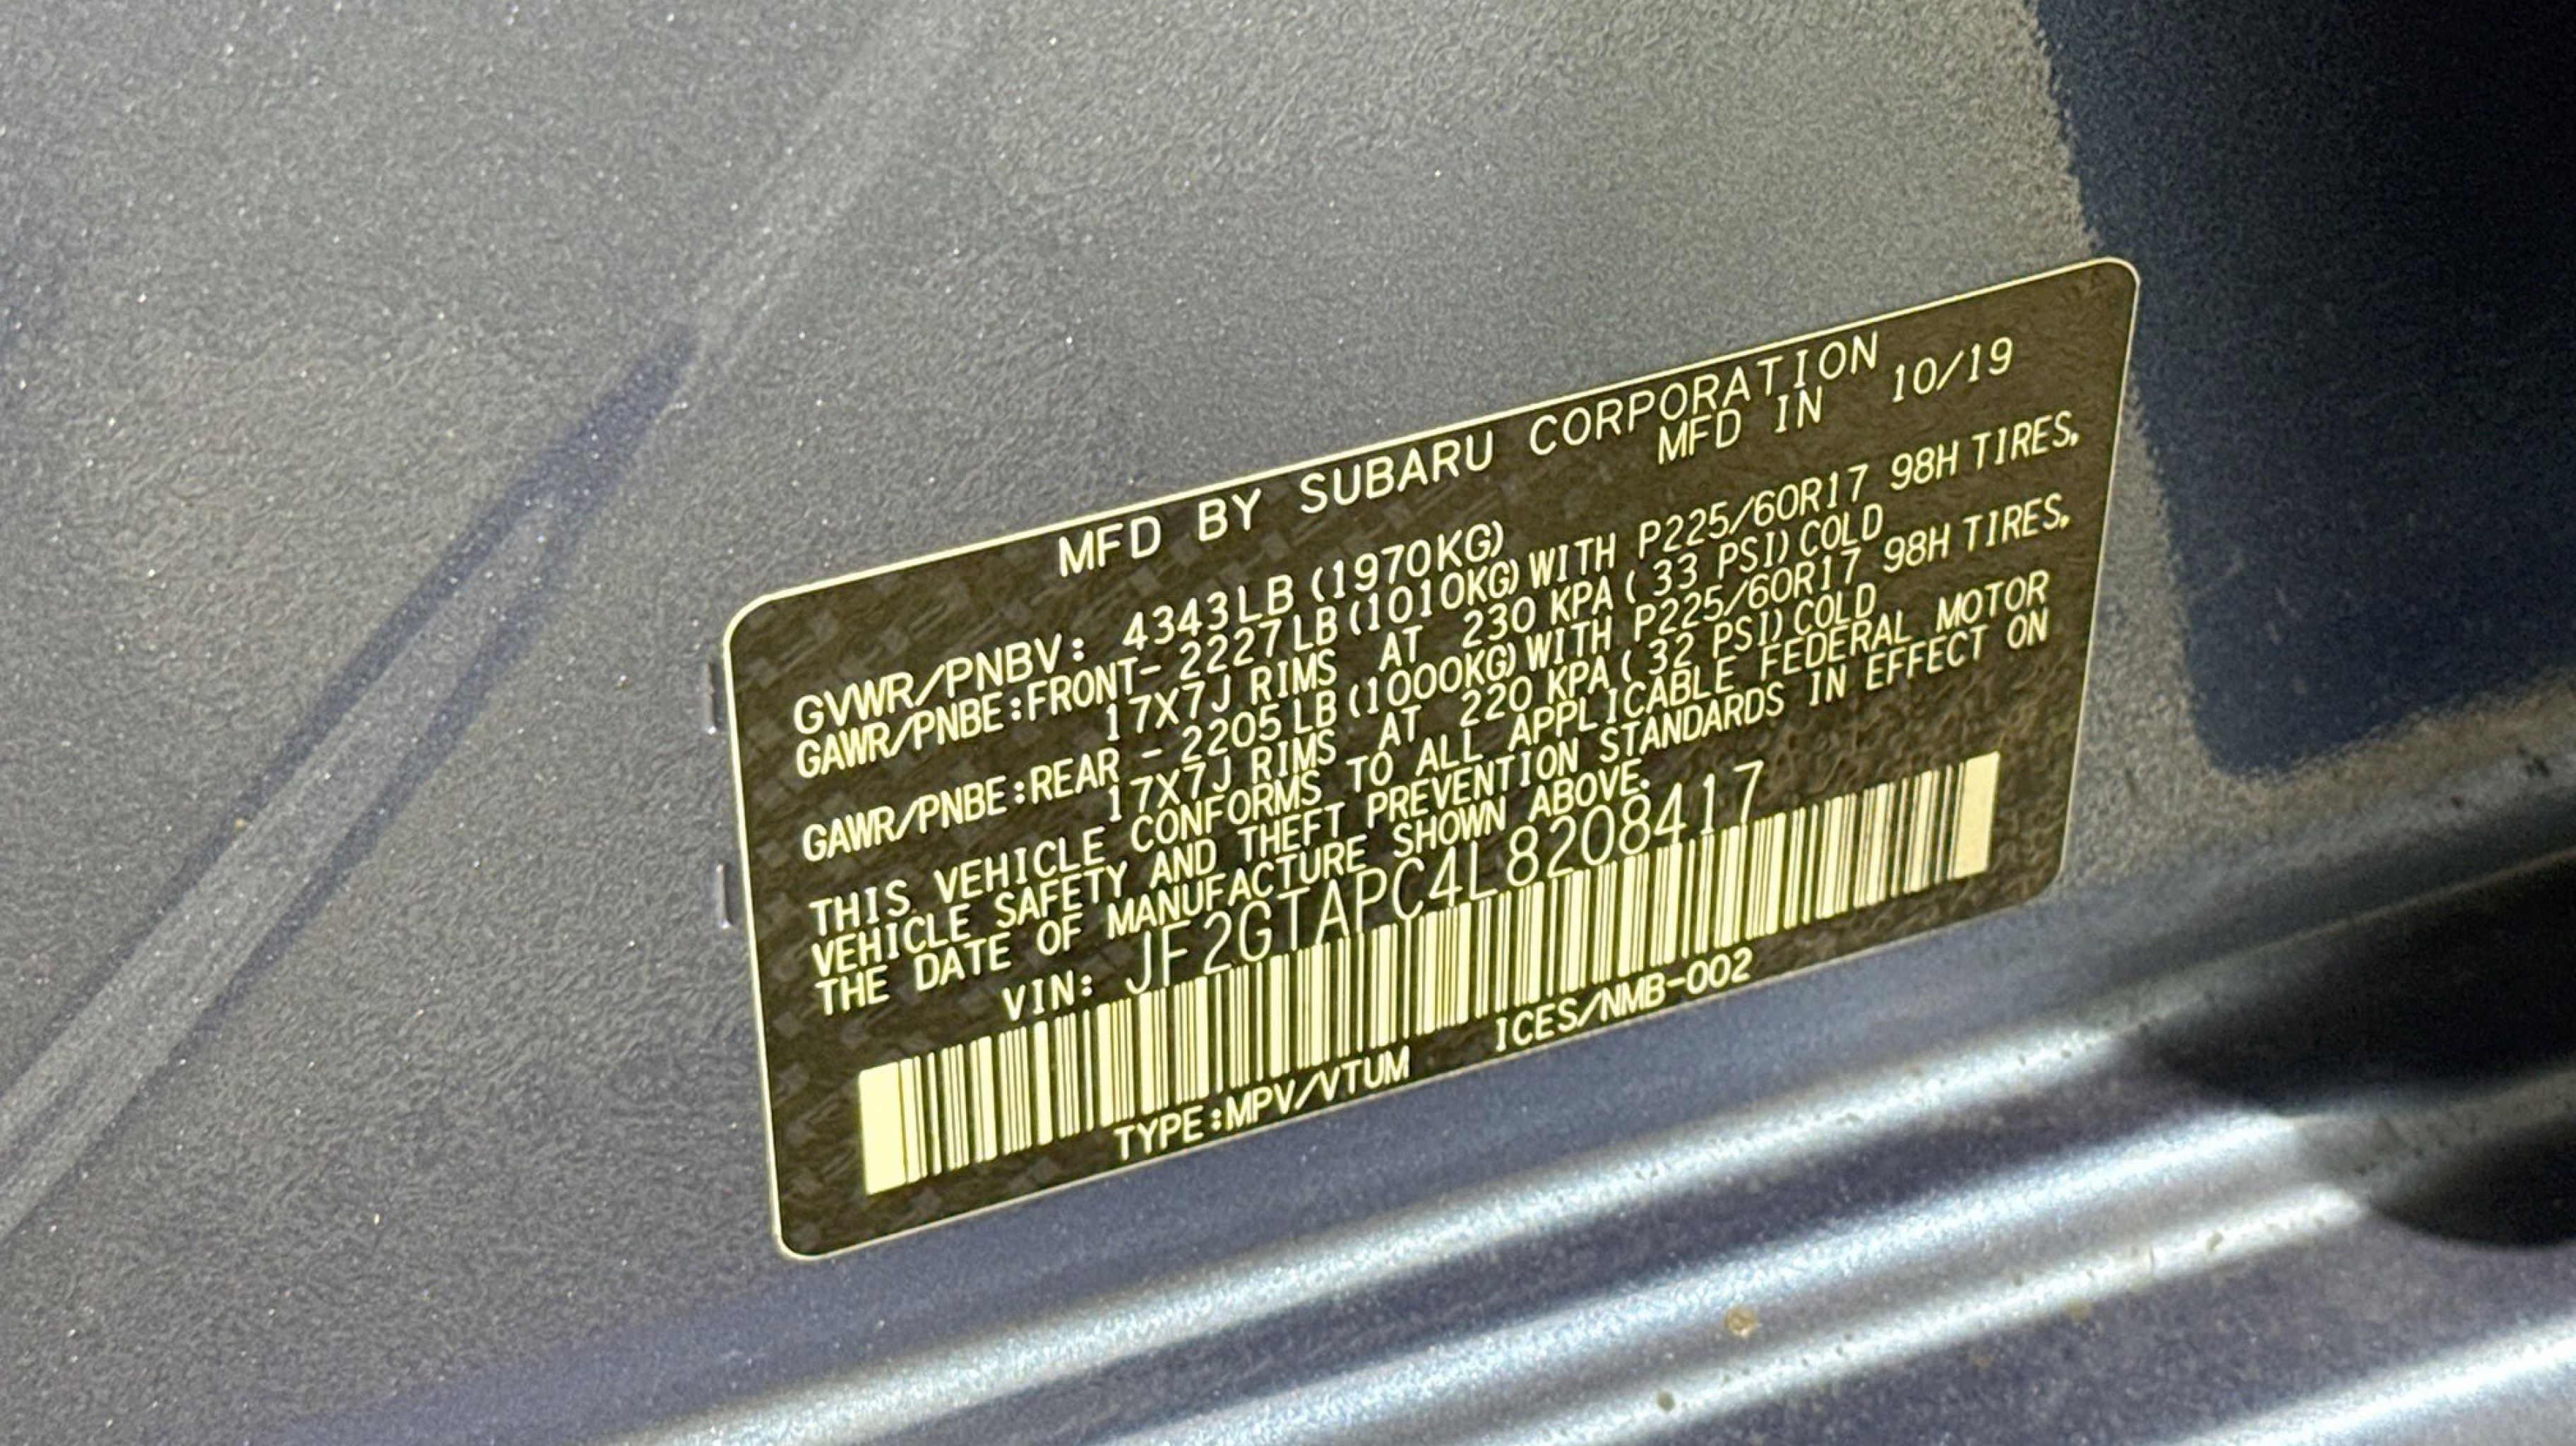 MFD BY SUBARU CORPORATION
MFD IN 10/19
GVWR/PNBV: 4343LB (1970KG)
GAWR/PNBE:FRONT- 2227LB (1010KG) WITH P225/60R17 98H TIRES,
17X7J RIMS AT 230 KPA ( 33 PSI) COLD
GAWR/PNBE:REAR - 2205LB (1000KG) WITH P225/60R17 98H TIRES,
17X7J RIMS AT 220 KPA ( 32 PSI) COLD
THIS VEHICLE CONFORMS TO ALL APPLICABLE FEDERAL MOTOR
VEHICLE SAFETY AND THEFT PREVENTION STANDARDS IN EFFECT ON
THE DATE OF MANUFACTURE SHOWN ABOVE.
VIN: JF2GTAPC4L8208417
TYPE:MPV/VTUM ICES/NMB-002